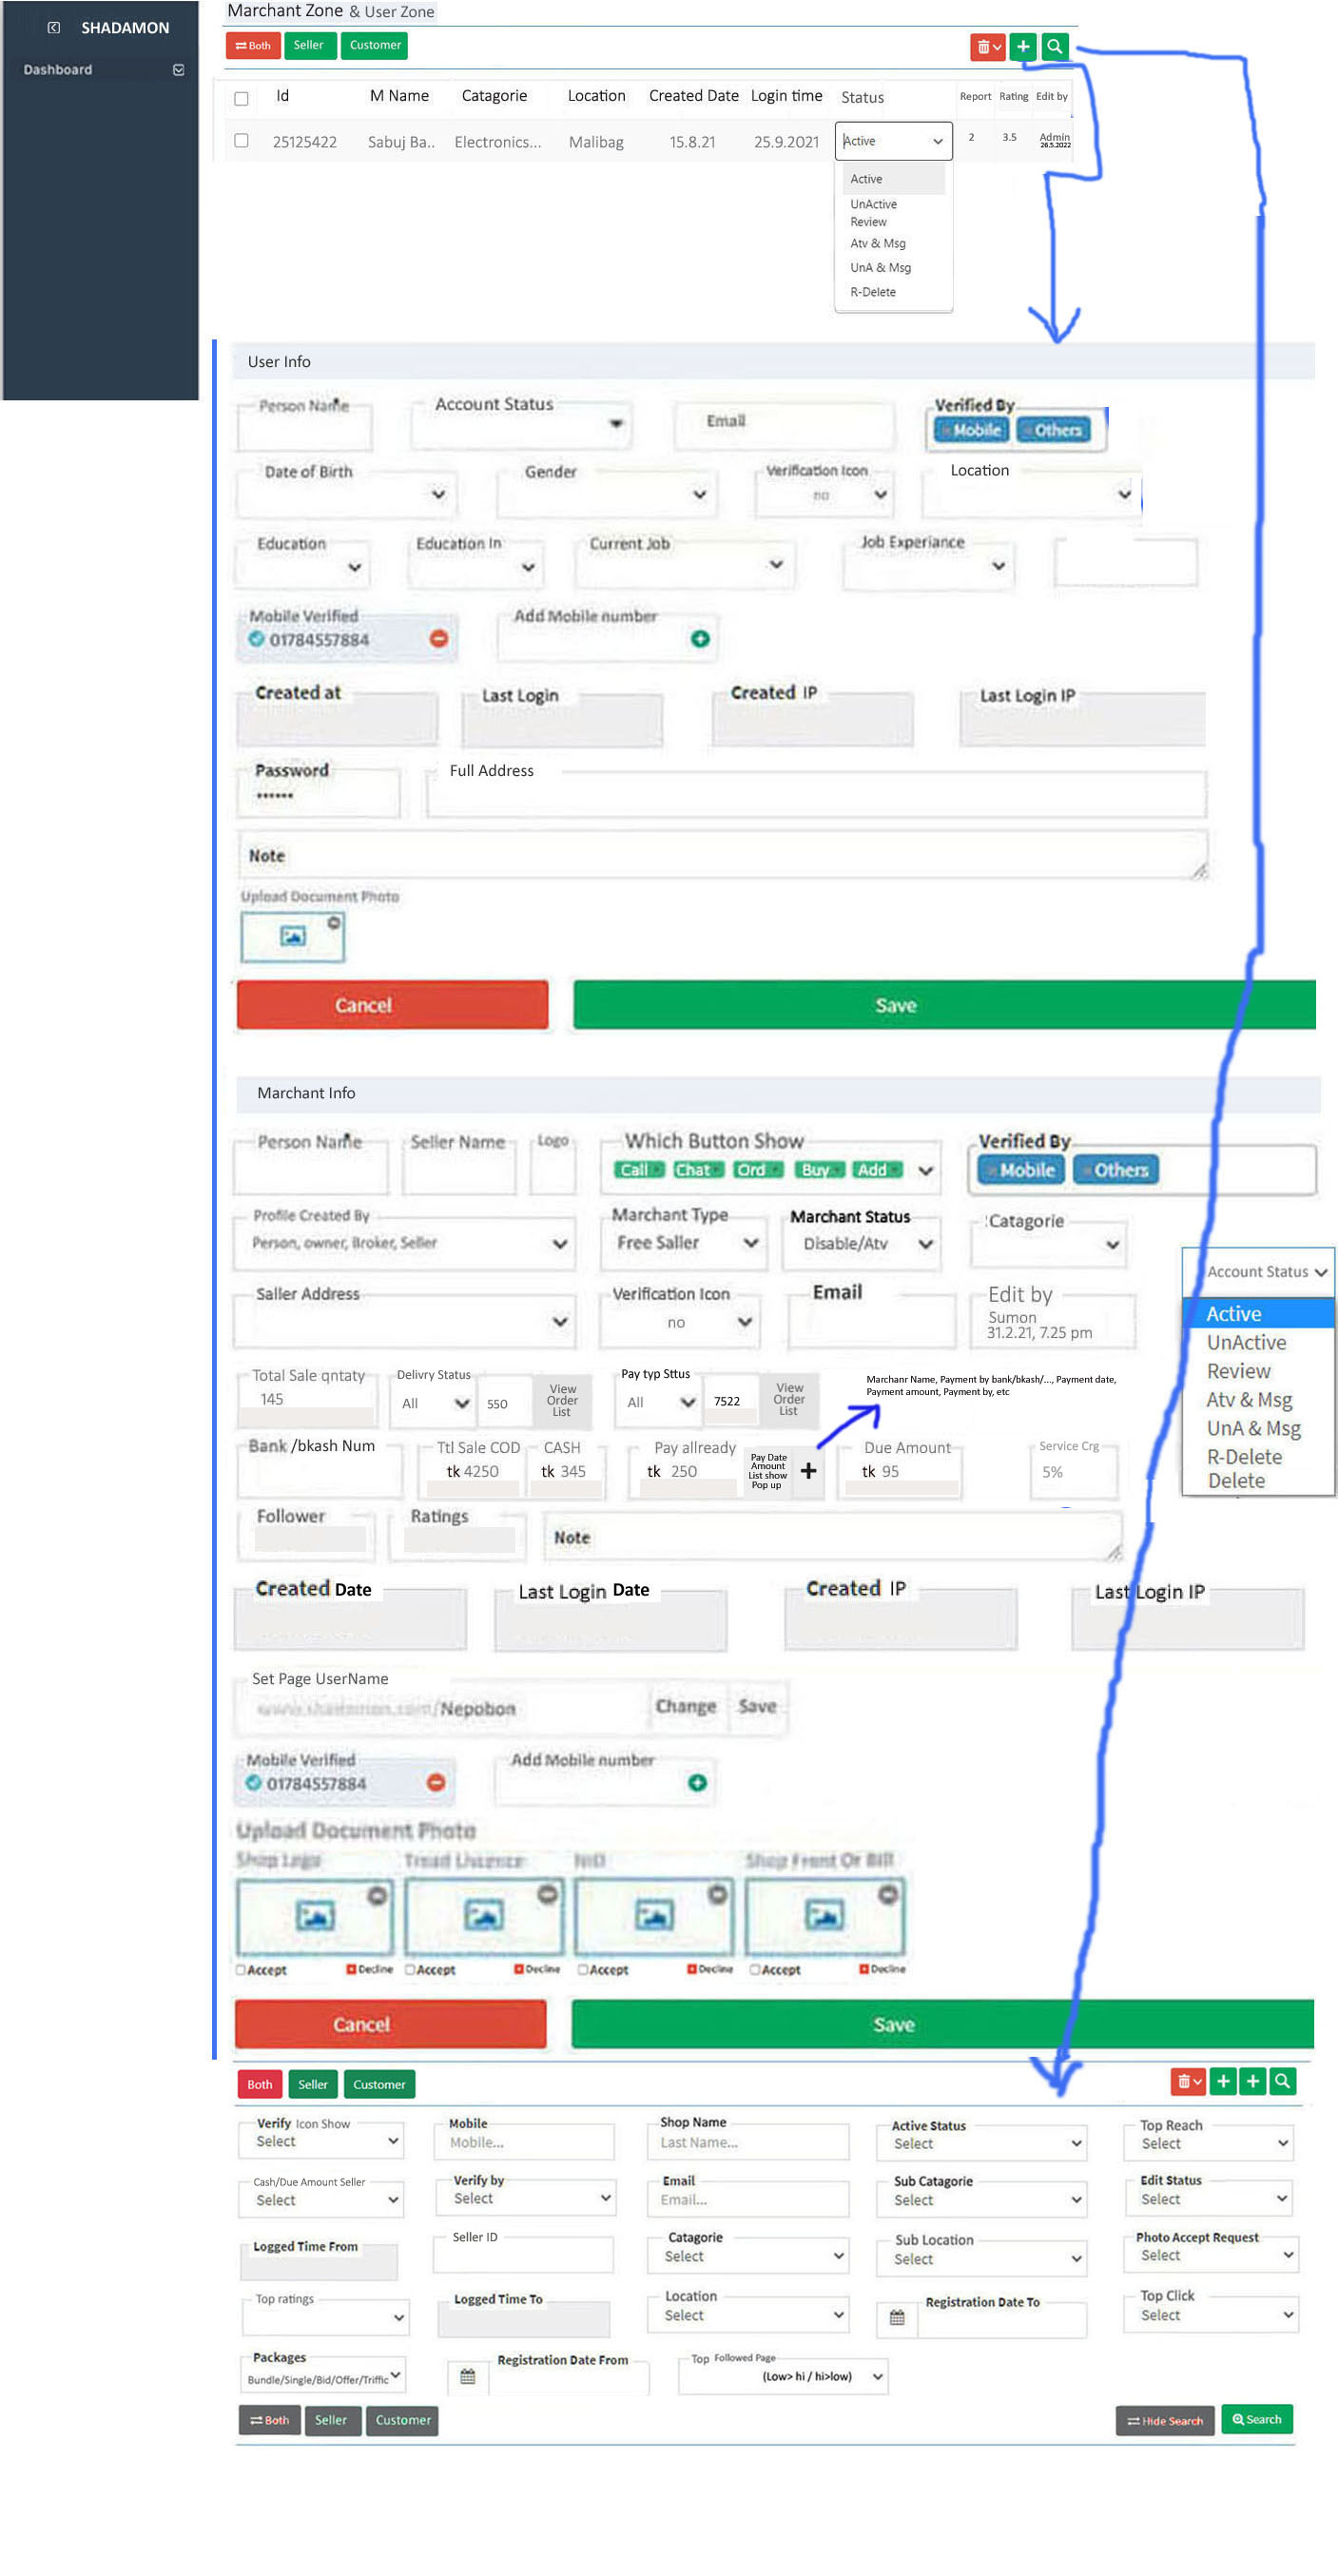 SHADAMON
Dashboard
Marchant Zone & User Zone
Both Seller Customer
Id M Name Catagorie Location Created Date Login time Status Report Rating Edit by
25125422 Sabuj Ba.. Electronics... Malibag 15.8.21 25.9.2021 Active 2 3.5 Admin
26.5.2022
Active
UnActive
Review
Atv & Msg
UnA & Msg
R-Delete
User Info
Person Name* Account Status Email Verified By
Mobile Others
Date of Birth Gender Verification Icon Location
no
Education Education In Current Job Job Experiance
Mobile Verified Add Mobile number
01784557884
Created at Last Login Created IP Last Login IP
Password Full Address
••••••
Note
Upload Document Photo
Cancel Save
Marchant Info
Person Name* Seller Name Logo Which Button Show Verified By
Call Chat Ord Buy Add Mobile Others
Profile Created By Marchant Type Marchant Status Catagorie
Person, owner, Broker, Seller Free Saller Disable/Atv
Saller Address Verification Icon Email Edit by
no Sumon
31.2.21, 7.25 pm
Account Status
Active
UnActive
Review
Atv & Msg
UnA & Msg
R-Delete
Delete
Total Sale qntaty Delivry Status Pay typ Sttus
145 All 550 View Order List All 7522 View Order List
Marchanr Name, Payment by bank/bkash/..., Payment date,
Payment amount, Payment by, etc
Bank /bkash Num Ttl Sale COD CASH Pay allready Due Amount Service Crg
tk 4250 tk 345 tk 250 tk 95 5%
Pay Date
Amount
List show
Pop up
Follower Ratings Note
Created Date Last Login Date Created IP Last Login IP
Set Page UserName
www.shadamon.com/Nepobon Change Save
Mobile Verified Add Mobile number
01784557884
Upload Document Photo
Shop Logo NID Shop Front Or Bill
Accept Decline Accept Decline Accept Decline Accept Decline
Cancel Save
Both Seller Customer
Verify Icon Show Mobile Shop Name Active Status Top Reach
Select Mobile... Last Name... Select Select
Cash/Due Amount Seller Verify by Email Sub Catagorie Edit Status
Select Select Email... Select Select
Logged Time From Seller ID Catagorie Sub Location Photo Accept Request
Select Select Select
Top ratings Logged Time To Location Registration Date To Top Click
Select Select
Packages Registration Date From Top Followed Page
Bundle/Single/Bid/Offer/Triffic (Low> hi / hi>low)
Both Seller Customer Hide Search Search